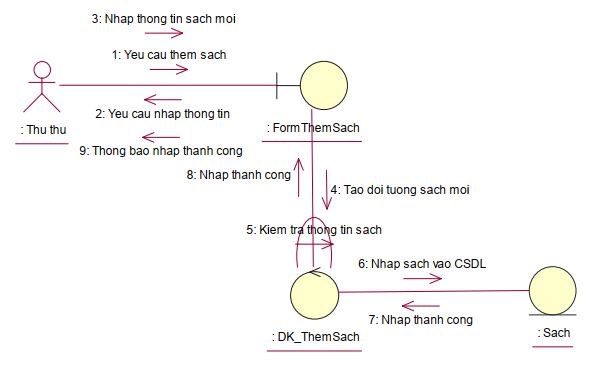 3: Nhap thong tin sach moi
1: Yeu cau them sach
2: Yeu cau nhap thong tin
: Thu thu
: FormThemSach
9: Thong bao nhap thanh cong
8: Nhap thanh cong
4: Tao doi tuong sach moi
5: Kiem tra thong tin sach
6: Nhap sach vao CSDL
7: Nhap thanh cong
: DK_ThemSach
: Sach